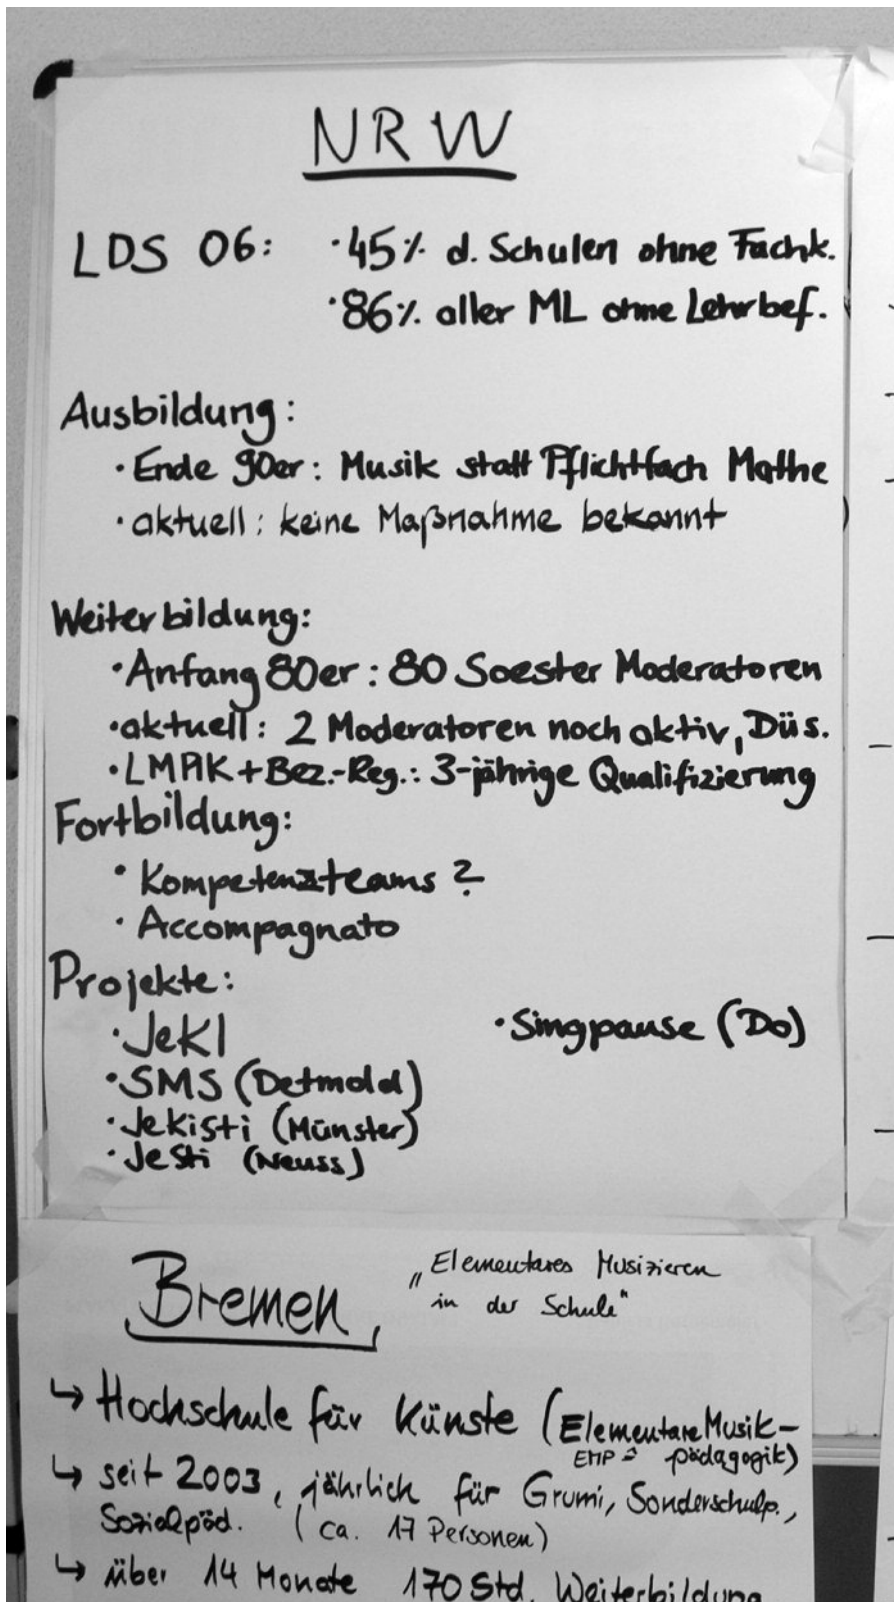 NRW
LDS 06: · 45% d. Schulen ohne Fachk.
· 86% aller ML ohne Lehrbef.
Ausbildung:
· Ende 90er: Musik statt Pflichtfach Mathe
· aktuell: keine Maßnahme bekannt
Weiterbildung:
· Anfang 80er: 80 Soester Moderatoren
· aktuell: 2 Moderatoren noch aktiv, Düs.
· LMAK + Bez.-Reg.: 3-jährige Qualifizierung
Fortbildung:
· Kompetenzteams ?
· Accompagnato
Projekte:
· JeKI · Singpause (Do)
· SMS (Detmold)
· Jekisti (Münster)
· JeSti (Neuss)
Bremen „Elementares Musizieren
in der Schule"
↳ Hochschule für Künste (Elementare Musik-
EMP ≙ pädagogik)
↳ seit 2003, jährlich für Grumi, Sonderschulp.,
Sozialpäd. (ca. 17 Personen)
↳ über 14 Monate 170 Std. Weiterbildung